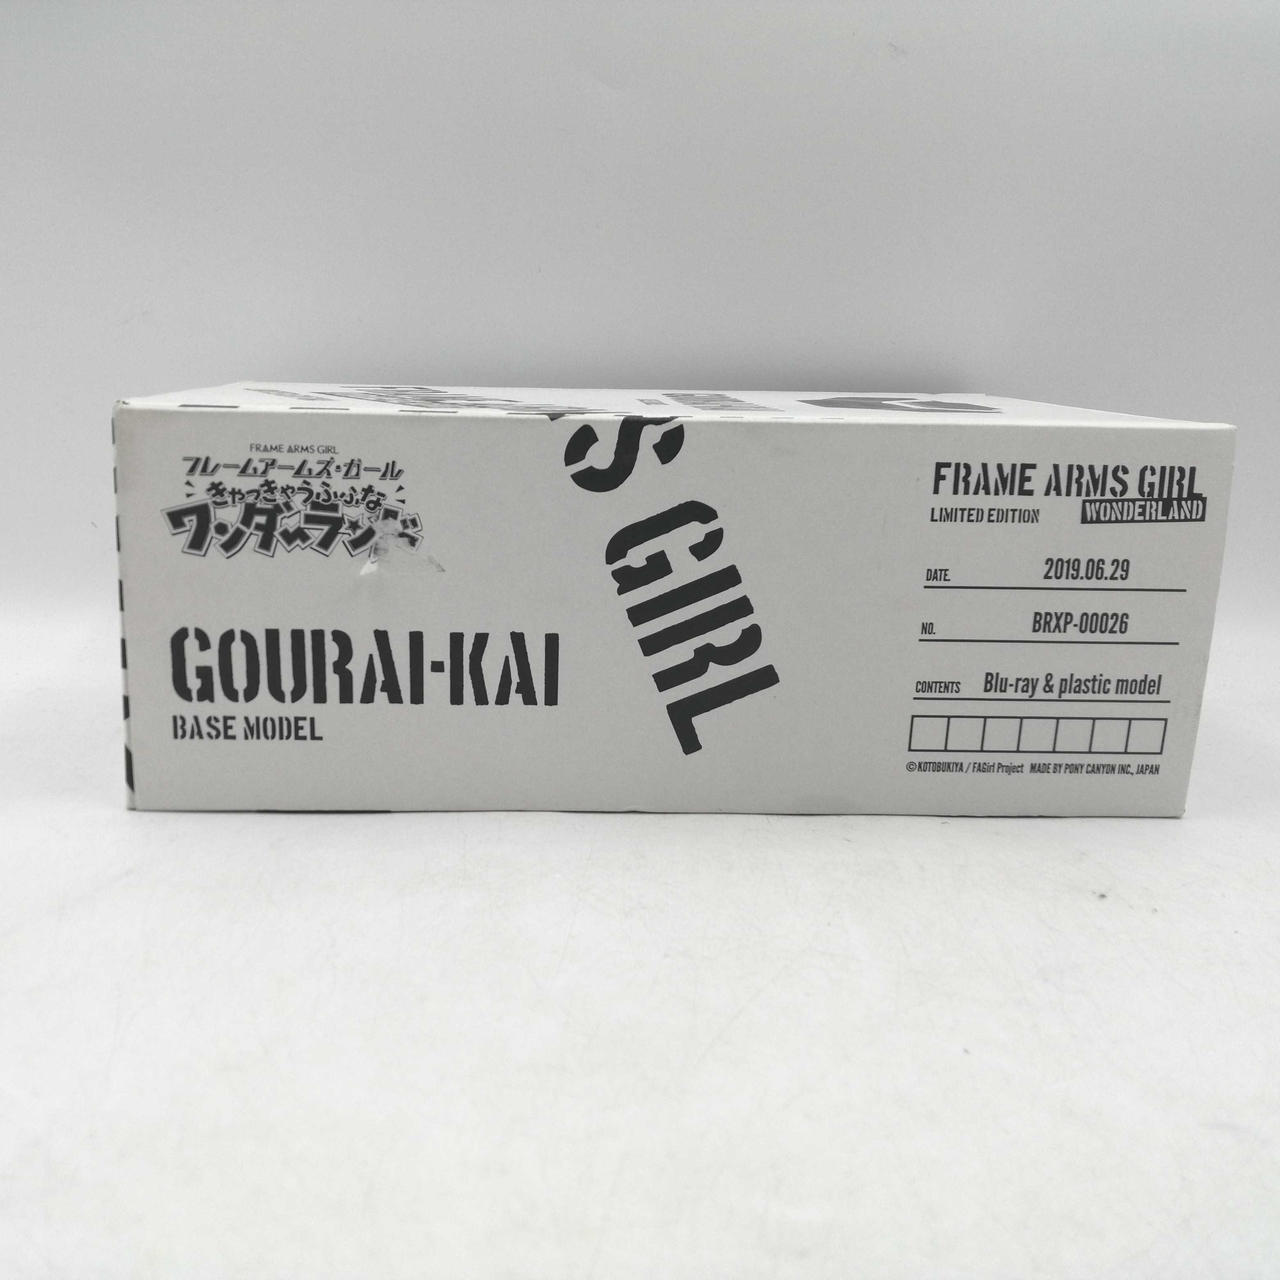 FRAME ARMS GIRL
フレームアームズ・ガール
きゃっきゃうふふな
ワンダーランド
GOURAI-KAI
BASE MODEL
S GIRL
FRAME ARMS GIRL
WONDERLAND
LIMITED EDITION
DATE. 2019.06.29
NO. BRXP-00026
CONTENTS Blu-ray & plastic model
©KOTOBUKIYA / FAGirl Project MADE BY PONY CANYON INC., JAPAN